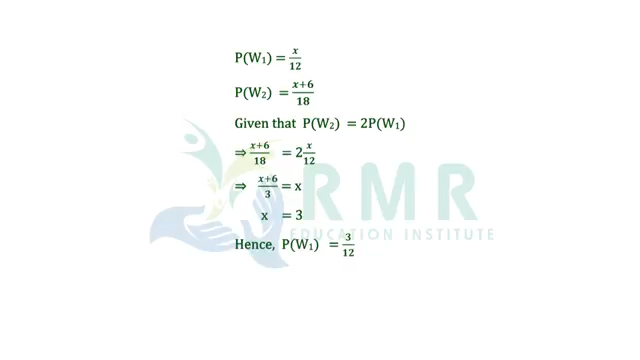 P(W₁) = x/12
P(W₂) = x+6/18
Given that P(W₂) = 2P(W₁)
⇒ x+6/18 = 2 x/12
⇒ x+6/3 = x
x = 3
RMR
EDUCATION INSTITUTE
Hence, P(W₁) = 3/12